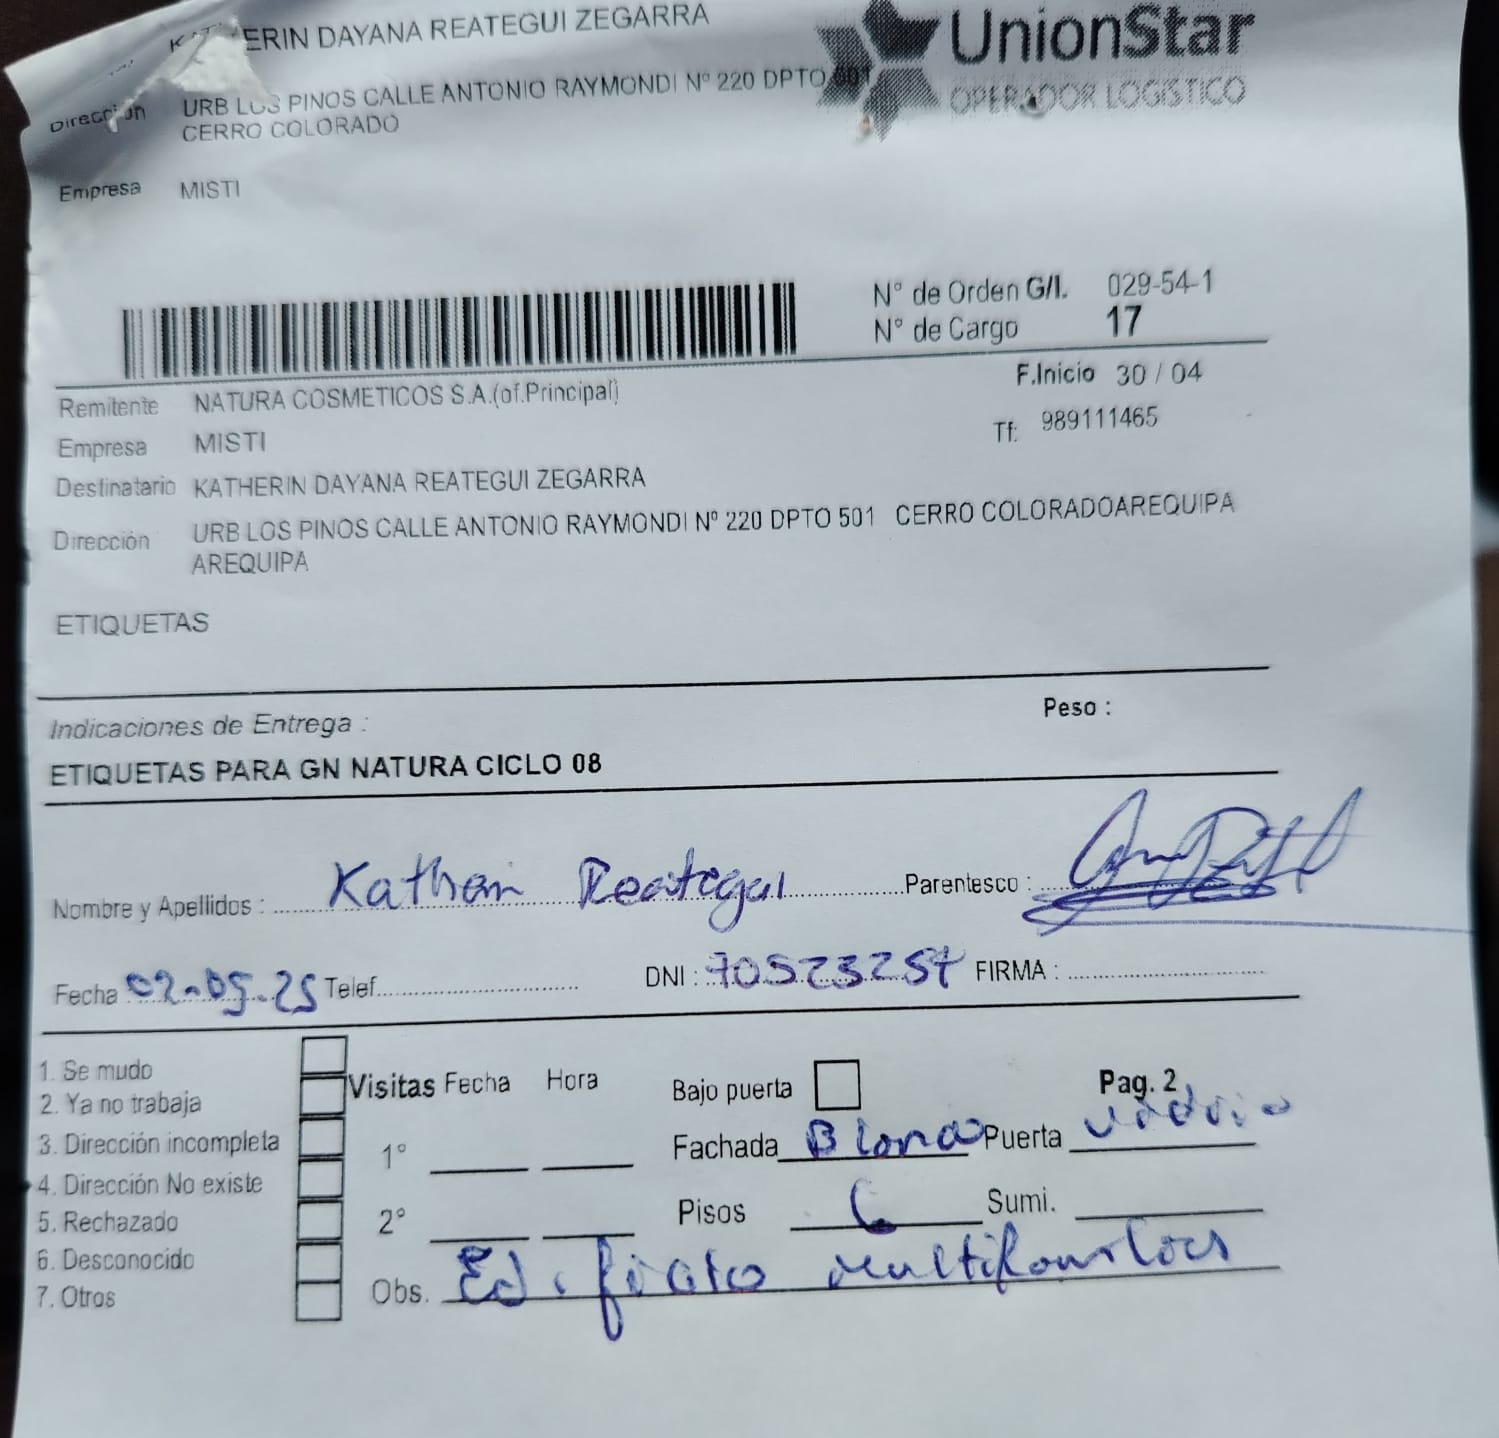 ERIN DAYANA REATEGUI ZEGARRA
UnionStar
OPERADOR LOGISTICO
Dirección URB LOS PINOS CALLE ANTONIO RAYMONDI Nº 220 DPTO 501
CERRO COLORADO
Empresa MISTI
N° de Orden G/I. 029-54-1
N° de Cargo 17
F.Inicio 30 / 04
Remitente NATURA COSMETICOS S.A.(of.Principal)
Empresa MISTI Tf: 989111465
Destinatario KATHERIN DAYANA REATEGUI ZEGARRA
Dirección URB LOS PINOS CALLE ANTONIO RAYMONDI Nº 220 DPTO 501 CERRO COLORADOAREQUIPA
AREQUIPA
ETIQUETAS
Indicaciones de Entrega : Peso :
ETIQUETAS PARA GN NATURA CICLO 08
Nombre y Apellidos : Katherin Reategui Parentesco :
Fecha 02-05-25 Telef. DNI : 70523257 FIRMA :
1. Se mudo
2. Ya no trabaja
3. Dirección incompleta
4. Dirección No existe
5. Rechazado
6. Desconocido
7. Otros
Visitas Fecha Hora Bajo puerta Pag. 2
1° Fachada Blanca Puerta vidrio
2° Pisos 6 Sumi.
Obs. Edificio multifamiliar